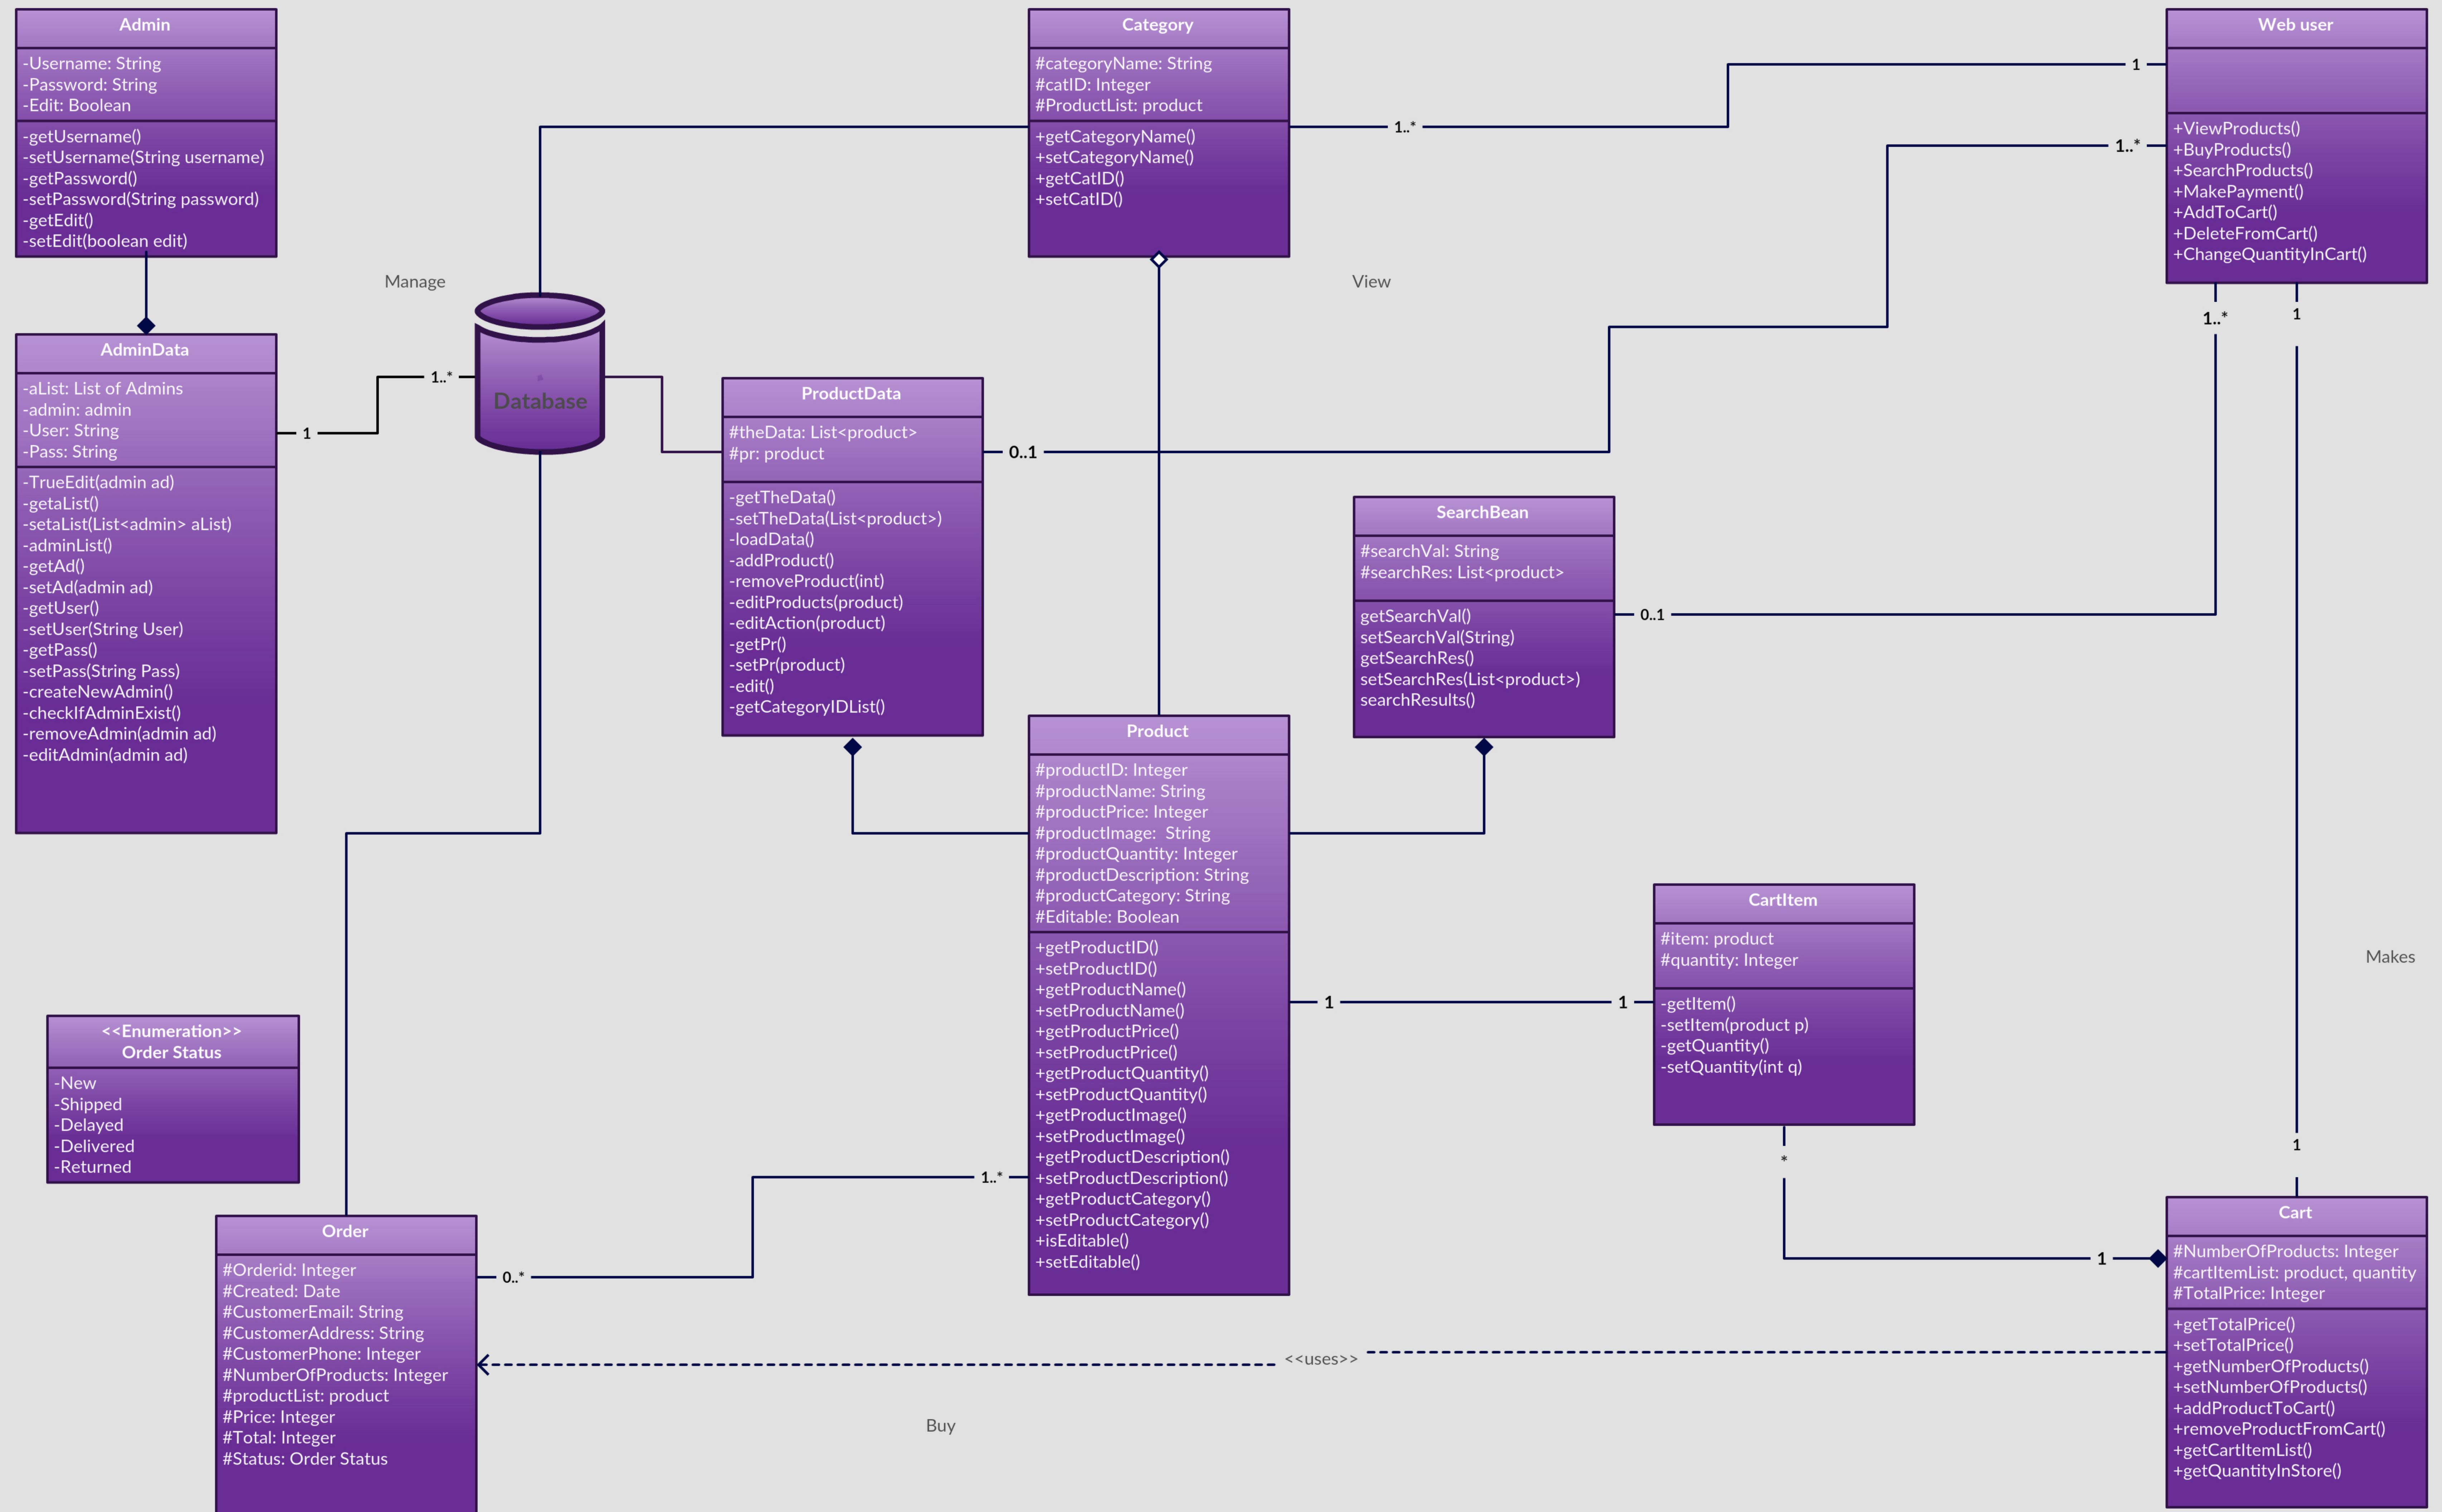 Admin
-Username: String
-Password: String
-Edit: Boolean
-getUsername()
-setUsername(String username)
-getPassword()
-setPassword(String password)
-getEdit()
-setEdit(boolean edit)
Manage
AdminData
-aList: List of Admins
-admin: admin
-User: String
-Pass: String
-TrueEdit(admin ad)
-getaList()
-setaList(List<admin> aList)
-adminList()
-getAd()
-setAd(admin ad)
-getUser()
-setUser(String User)
-getPass()
-setPass(String Pass)
-createNewAdmin()
-checkIfAdminExist()
-removeAdmin(admin ad)
-editAdmin(admin ad)
1
1..*
Database
Category
#categoryName: String
#catID: Integer
#ProductList: product
+getCategoryName()
+setCategoryName()
+getCatID()
+setCatID()
1..*
1
View
Web user
+ViewProducts()
+BuyProducts()
+SearchProducts()
+MakePayment()
+AddToCart()
+DeleteFromCart()
+ChangeQuantityInCart()
1..*
1..*
1
ProductData
#theData: List<product>
#pr: product
-getTheData()
-setTheData(List<product>)
-loadData()
-addProduct()
-removeProduct(int)
-editProducts(product)
-editAction(product)
-getPr()
-setPr(product)
-edit()
-getCategoryIDList()
0..1
SearchBean
#searchVal: String
#searchRes: List<product>
getSearchVal()
setSearchVal(String)
getSearchRes()
setSearchRes(List<product>)
searchResults()
0..1
Product
#productID: Integer
#productName: String
#productPrice: Integer
#productImage:  String
#productQuantity: Integer
#productDescription: String
#productCategory: String
#Editable: Boolean
+getProductID()
+setProductID()
+getProductName()
+setProductName()
+getProductPrice()
+setProductPrice()
+getProductQuantity()
+setProductQuantity()
+getProductImage()
+setProductImage()
+getProductDescription()
+setProductDescription()
+getProductCategory()
+setProductCategory()
+isEditable()
+setEditable()
1
1
CartItem
#item: product
#quantity: Integer
-getItem()
-setItem(product p)
-getQuantity()
-setQuantity(int q)
*
1
Makes
1
<<Enumeration>>
Order Status
-New
-Shipped
-Delayed
-Delivered
-Returned
1..*
0..*
Order
#Orderid: Integer
#Created: Date
#CustomerEmail: String
#CustomerAddress: String
#CustomerPhone: Integer
#NumberOfProducts: Integer
#productList: product
#Price: Integer
#Total: Integer
#Status: Order Status
<<uses>>
Buy
Cart
#NumberOfProducts: Integer
#cartItemList: product, quantity
#TotalPrice: Integer
+getTotalPrice()
+setTotalPrice()
+getNumberOfProducts()
+setNumberOfProducts()
+addProductToCart()
+removeProductFromCart()
+getCartItemList()
+getQuantityInStore()